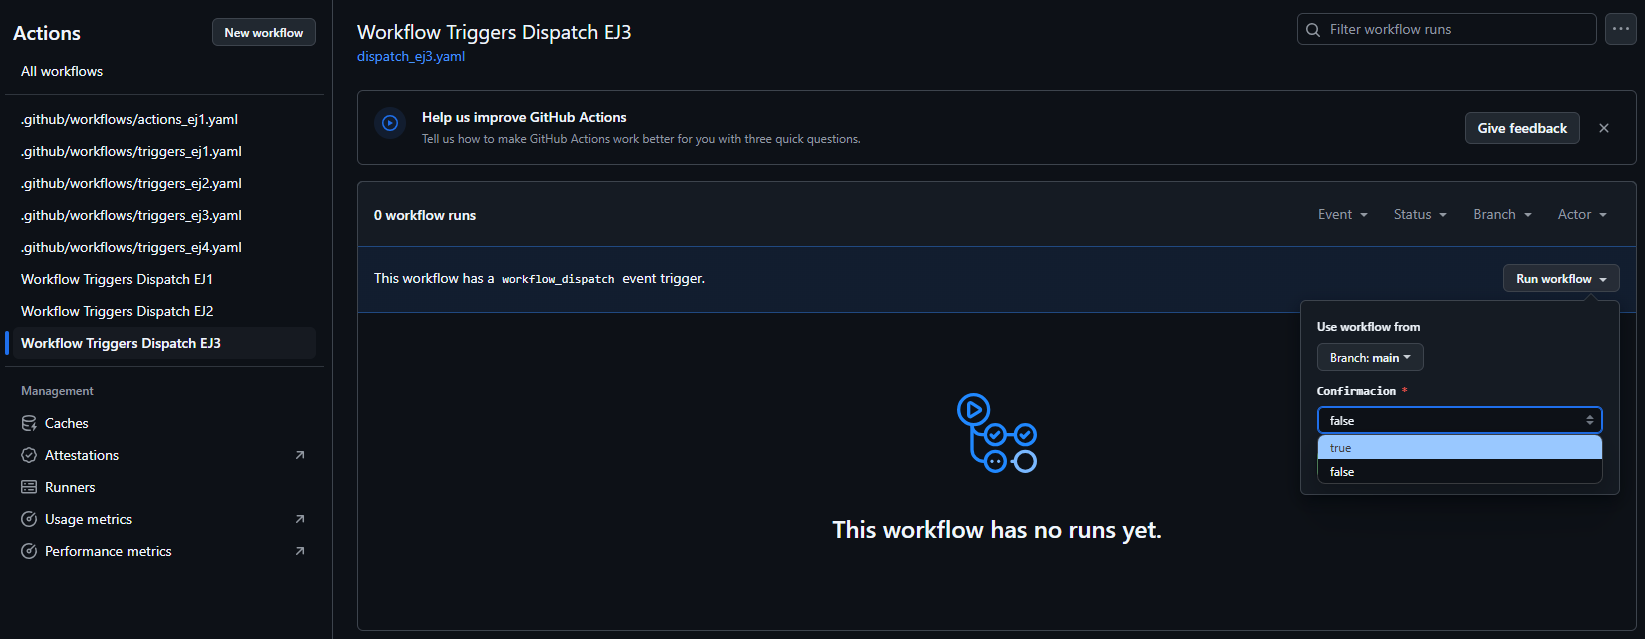 Actions
New workflow
All workflows
.github/workflows/actions_ej1.yaml
.github/workflows/triggers_ej1.yaml
.github/workflows/triggers_ej2.yaml
.github/workflows/triggers_ej3.yaml
.github/workflows/triggers_ej4.yaml
Workflow Triggers Dispatch EJ1
Workflow Triggers Dispatch EJ2
Workflow Triggers Dispatch EJ3
Management
Caches
Attestations
Runners
Usage metrics
Performance metrics
Workflow Triggers Dispatch EJ3
dispatch_ej3.yaml
Filter workflow runs
Help us improve GitHub Actions
Tell us how to make GitHub Actions work better for you with three quick questions.
Give feedback
0 workflow runs
Event Status Branch Actor
This workflow has a workflow_dispatch event trigger.
Run workflow
Use workflow from
Branch: main
Confirmacion *
false
true
false
This workflow has no runs yet.